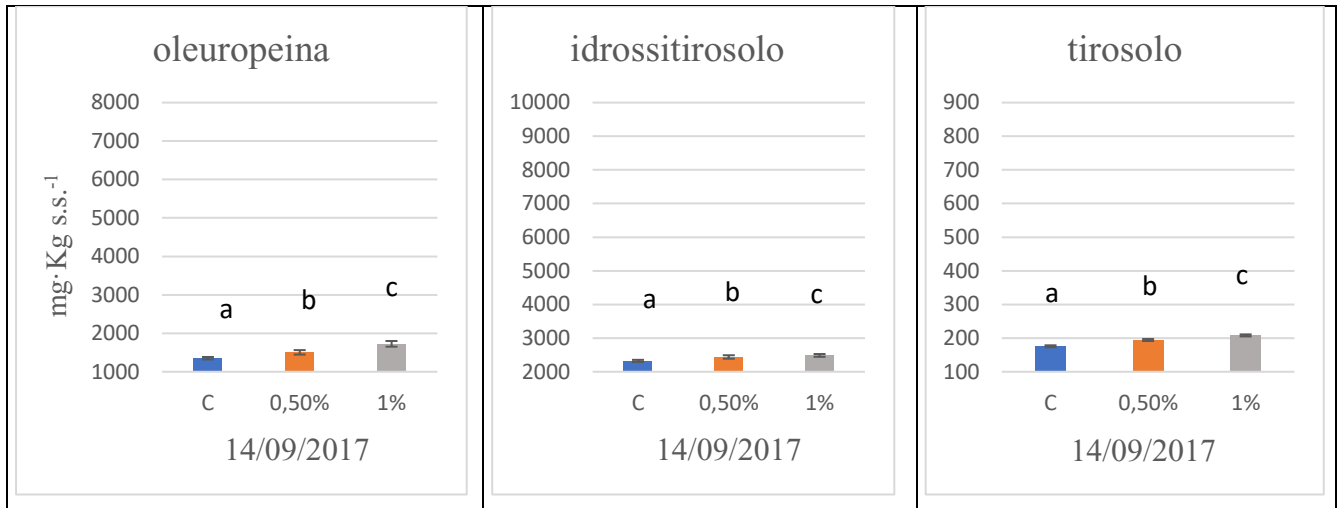 oleuropeina
8000
7000
6000
5000
4000
3000
2000
1000
mg·Kg s.s.⁻¹
a
b
c
C 0,50% 1%
14/09/2017
idrossitirosolo
10000
9000
8000
7000
6000
5000
4000
3000
2000
a
b
c
C 0,50% 1%
14/09/2017
tirosolo
900
800
700
600
500
400
300
200
100
a
b
c
C 0,50% 1%
14/09/2017